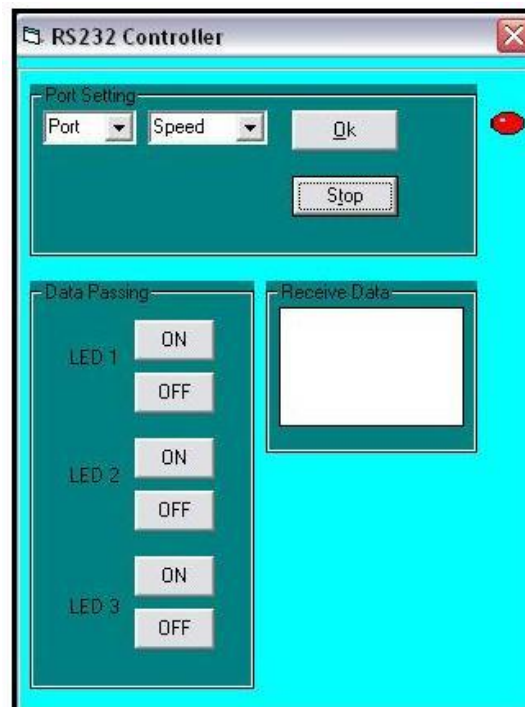 RS232 Controller
Port Setting
Port Speed Ok
Stop
Data Passing
LED 1
ON
OFF
LED 2
ON
OFF
LED 3
ON
OFF
Receive Data